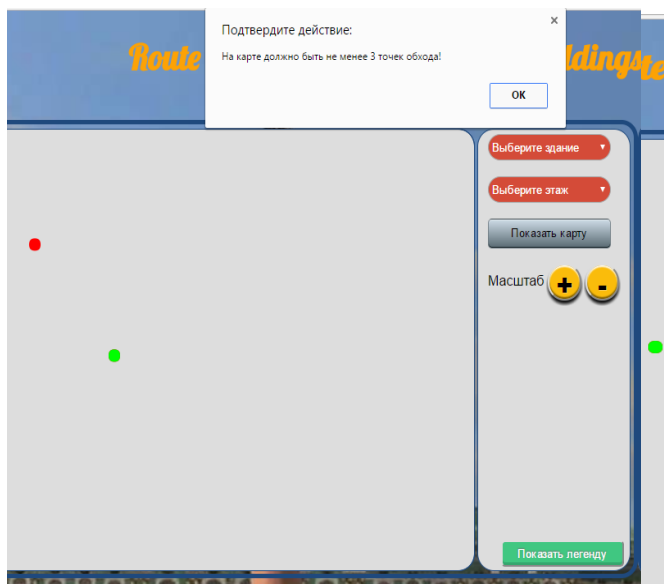 Подтвердите действие:
×
На карте должно быть не менее 3 точек обхода!
OK
Route
Выберите здание
Выберите этаж
Показать карту
Масштаб + -
Показать легенду